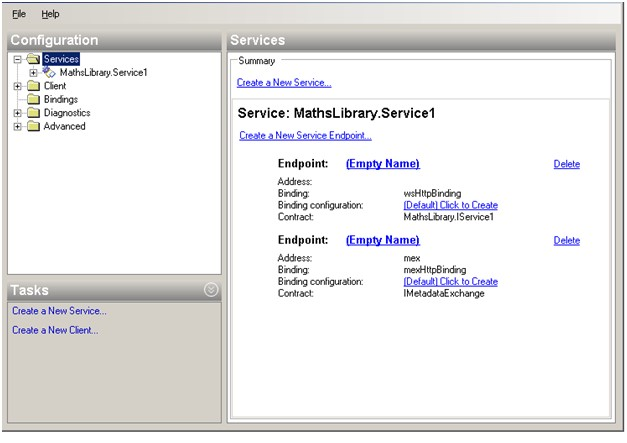 File Help
Configuration
Services
MathsLibrary.Service1
Client
Bindings
Diagnostics
Advanced
Tasks
Create a New Service...
Create a New Client...
Services
Summary
Create a New Service...
Service: MathsLibrary.Service1
Create a New Service Endpoint...
Endpoint: (Empty Name) Delete
Address:
Binding: wsHttpBinding
Binding configuration: (Default) Click to Create
Contract: MathsLibrary.IService1
Endpoint: (Empty Name) Delete
Address: mex
Binding: mexHttpBinding
Binding configuration: (Default) Click to Create
Contract: IMetadataExchange